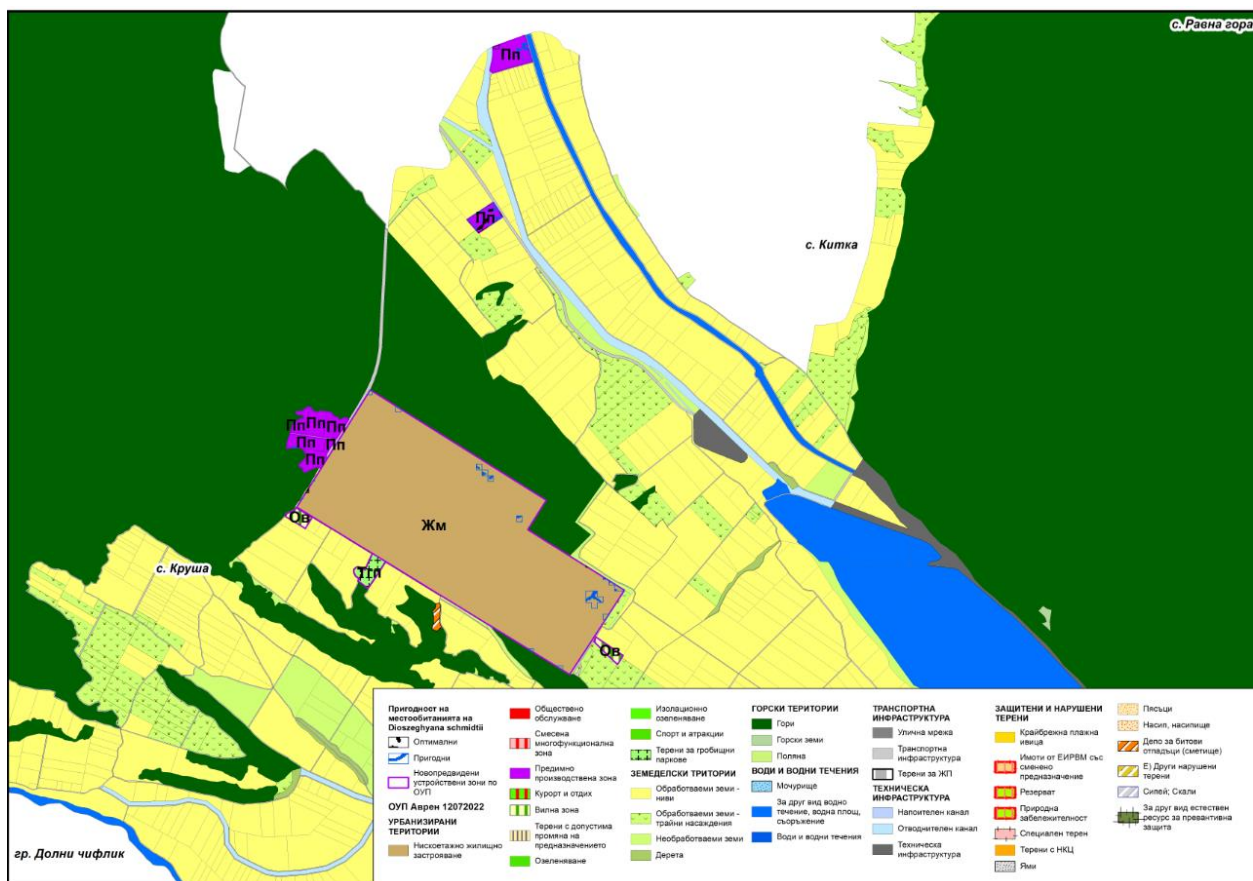 с. Равна гора
Пп
Пп
с. Китка
Пп Пп Пп
Пп Пп
Пп
Ов
Жм
с. Круша
Тгп
Ов
гр. Долни чифлик
Пригодност на
местообитанията на
Dioszeghyana schmidtii
Оптимални
Пригодни
Новопредвидени
устройствени зони по
ОУП
ОУП Аврен 12072022
УРБАНИЗИРАНИ
ТЕРИТОРИИ
Нискоетажно жилищно
застрояване
Обществено
обслужване
Смесена
многофункционална
зона
Предимно
производствена зона
Курорт и отдих
Вилна зона
Терени с допустима
промяна на
предназначението
Озеленяване
Изолационно
озеленяване
Спорт и атракции
Терени за гробищни
паркове
ЗЕМЕДЕЛСКИ ТРИТОРИИ
Обработваеми земи -
ниви
Обработваеми земи -
трайни насаждения
Необработваеми земи
Дерета
ГОРСКИ ТЕРИТОРИИ
Гори
Горски земи
Поляна
ВОДИ И ВОДНИ ТЕЧЕНИЯ
Мочурище
За друг вид водно
течение, водна площ,
съоръжение
Води и водни течения
ТРАНСПОРТНА
ИНФРАСТРУКТУРА
Улична мрежа
Транспортна
инфраструктура
Терени за ЖП
ТЕХНИЧЕСКА
ИНФРАСТРУКТУРА
Напоителен канал
Отводнителен канал
Техническа
инфраструктура
ЗАЩИТЕНИ И НАРУШЕНИ
ТЕРЕНИ
Крайбрежна плажна
ивица
Имоти от ЕИРВМ със
сменено
предназначение
Резерват
Природна
забележителност
Специален терен
Терени с НКЦ
Ями
Пясъци
Насип, насипище
Депо за битови
отпадъци (сметище)
Е) Други нарушени
терени
Сипей; Скали
За друг вид естествен
ресурс за превантивна
защита